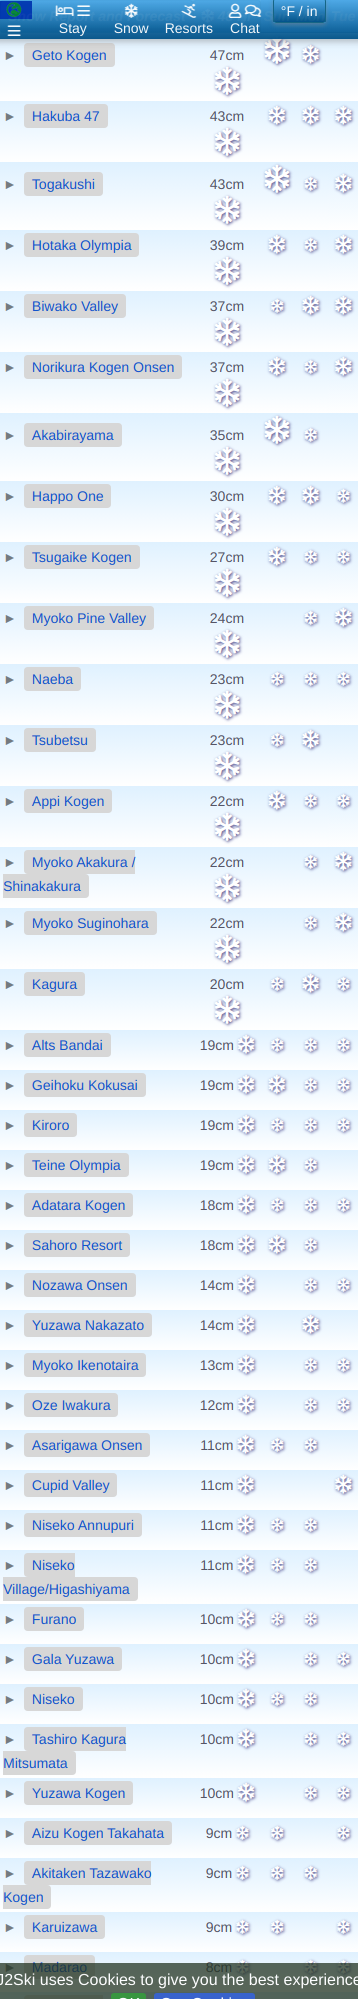 Stay Snow Resorts Chat °F / in
Geto Kogen 47cm
Hakuba 47 43cm
Togakushi 43cm
Hotaka Olympia 39cm
Biwako Valley 37cm
Norikura Kogen Onsen 37cm
Akabirayama 35cm
Happo One 30cm
Tsugaike Kogen 27cm
Myoko Pine Valley 24cm
Naeba 23cm
Tsubetsu 23cm
Appi Kogen 22cm
Myoko Akakura / 22cm
Shinakakura
Myoko Suginohara 22cm
Kagura 20cm
Alts Bandai 19cm
Geihoku Kokusai 19cm
Kiroro 19cm
Teine Olympia 19cm
Adatara Kogen 18cm
Sahoro Resort 18cm
Nozawa Onsen 14cm
Yuzawa Nakazato 14cm
Myoko Ikenotaira 13cm
Oze Iwakura 12cm
Asarigawa Onsen 11cm
Cupid Valley 11cm
Niseko Annupuri 11cm
Niseko 11cm
Village/Higashiyama
Furano 10cm
Gala Yuzawa 10cm
Niseko 10cm
Tashiro Kagura 10cm
Mitsumata
Yuzawa Kogen 10cm
Aizu Kogen Takahata 9cm
Akitaken Tazawako 9cm
Kogen
Karuizawa 9cm
Madarao 8cm
J2Ski uses Cookies to give you the best experience